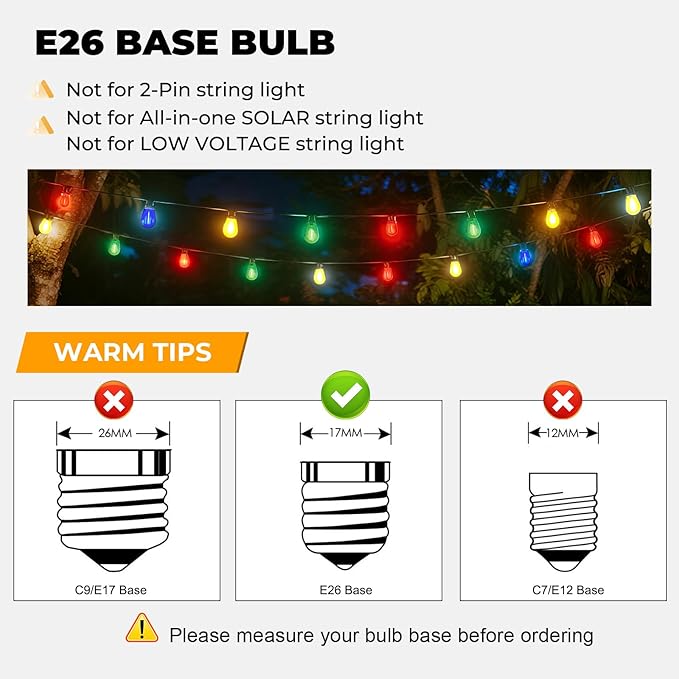 E26 BASE BULB
Not for 2-Pin string light
Not for All-in-one SOLAR string light
Not for LOW VOLTAGE string light
WARM TIPS
26MM
17MM
12MM
C9/E17 Base
E26 Base
C7/E12 Base
Please measure your bulb base before ordering